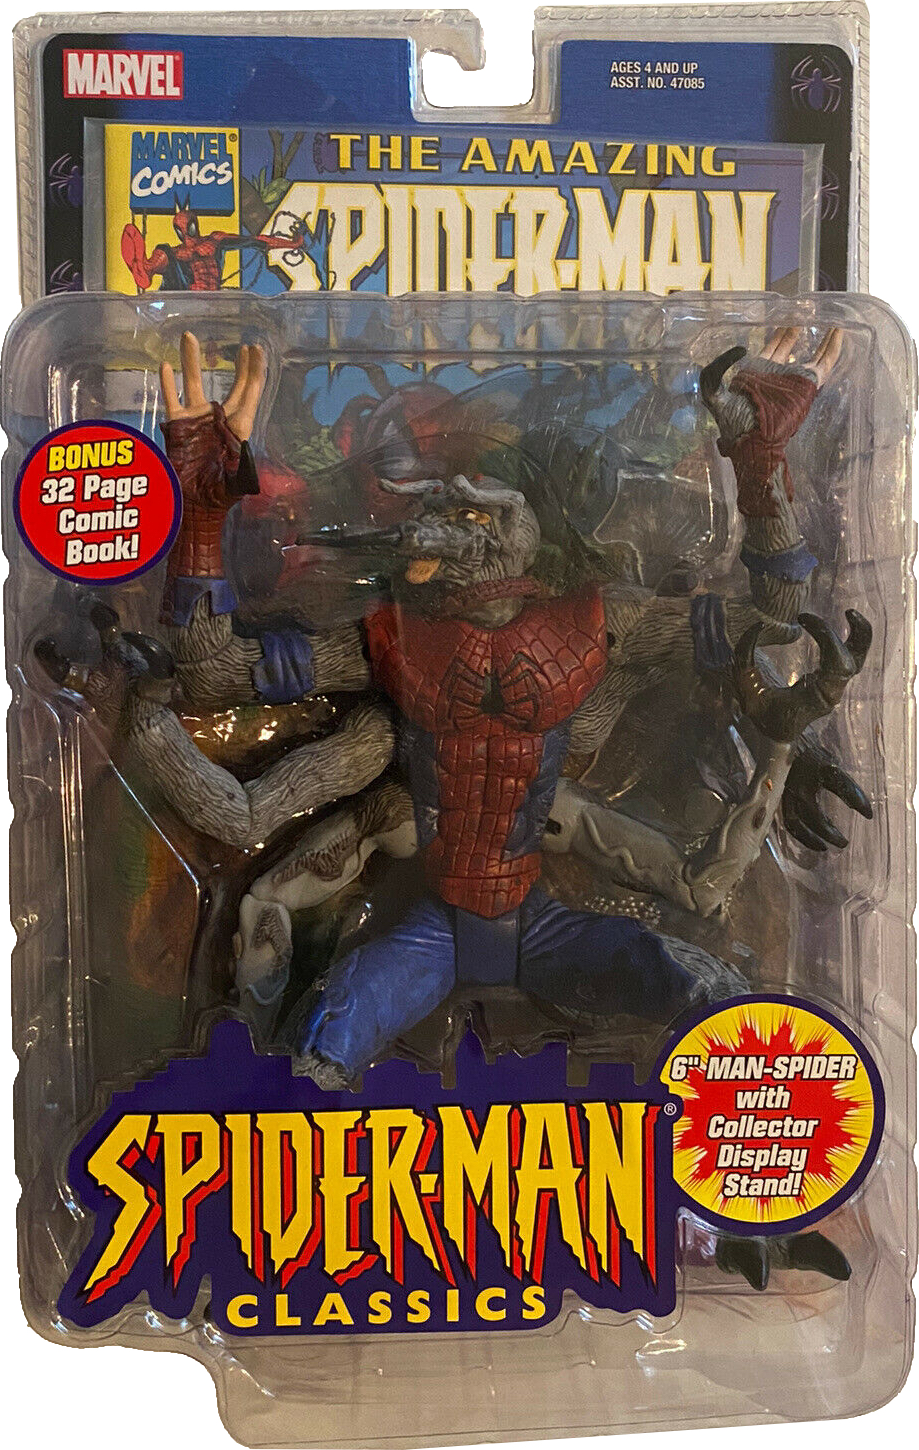 MARVEL
AGES 4 AND UP
ASST. NO. 47085
MARVEL®
COMICS
THE AMAZING
SPIDER-MAN
BONUS
32 Page
Comic
Book!
6" MAN-SPIDER
with
Collector
Display
Stand!
SPIDER-MAN®
CLASSICS